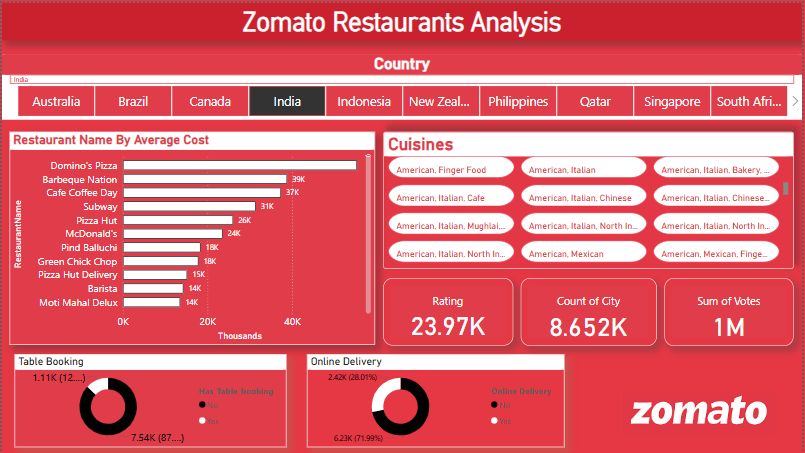 Zomato Restaurants Analysis
Country
India
Australia
Brazil
Canada
India
Indonesia
New Zeal...
Philippines
Qatar
Singapore
South Afri...
Restaurant Name By Average Cost
RestaurantName
Domino's Pizza
Barbeque Nation 39K
Cafe Coffee Day 37K
Subway 31K
Pizza Hut 26K
McDonald's 24K
Pind Balluchi 18K
Green Chick Chop 18K
Pizza Hut Delivery 15K
Barista 14K
Moti Mahal Delux 14K
0K 20K 40K
Thousands
Cuisines
American, Finger Food
American, Italian
American, Italian, Bakery, ...
American, Italian, Cafe
American, Italian, Chinese
American, Italian, Chinese...
American, Italian, Mughlai...
American, Italian, North In...
American, Italian, North In...
American, Italian, North In...
American, Mexican
American, Mexican, Finge...
Rating
23.97K
Count of City
8.652K
Sum of Votes
1M
Table Booking
1.11K (12....)
7.54K (87....)
Has Table booking
No
Yes
Online Delivery
2.42K (28.01%)
6.23K (71.99%)
Online Delivery
No
Yes
zomato